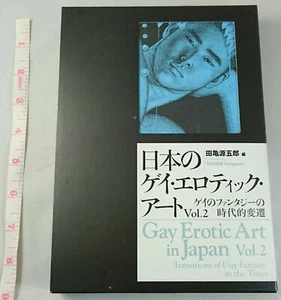 田亀源五郎 編
TAGAME Gengoroh
日本の
ゲイ・エロティック・
アート Vol.2 ゲイのファンタジーの
時代的変遷
Gay Erotic Art
in Japan Vol.2
Transitions of Gay Fantasy
in the Times